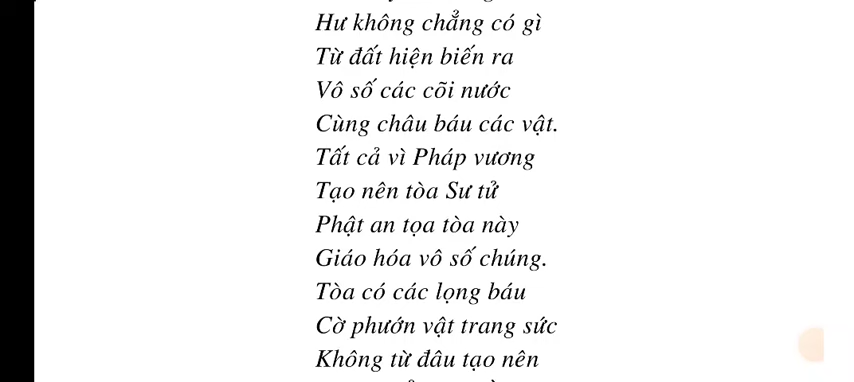 Hư không chẳng có gì
Từ đất hiện biến ra
Vô số các cõi nước
Cùng châu báu các vật.
Tất cả vì Pháp vương
Tạo nên tòa Sư tử
Phật an tọa tòa này
Giáo hóa vô số chúng.
Tòa có các lọng báu
Cờ phướn vật trang sức
Không từ đâu tạo nên